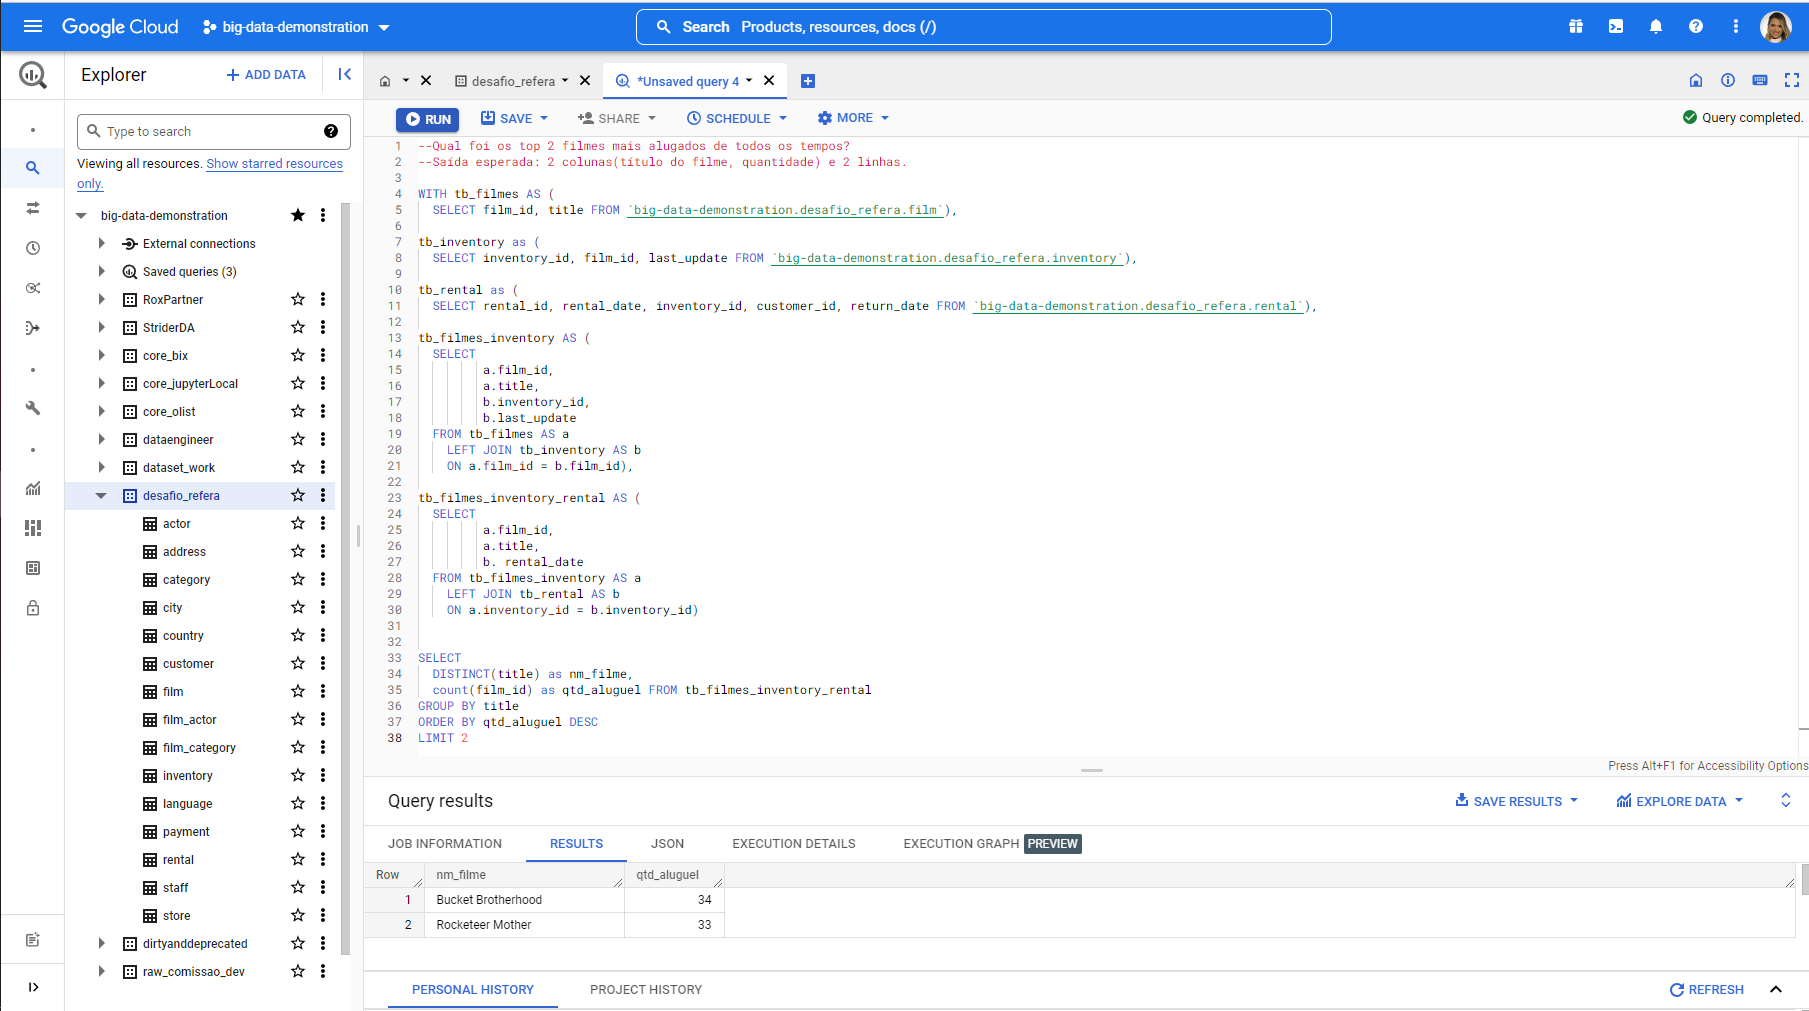 Google Cloud
big-data-demonstration
Search Products, resources, docs (/)
Explorer
ADD DATA
desafio_refera
*Unsaved query 4
RUN
SAVE
SHARE
SCHEDULE
MORE
Query completed.
Type to search
Viewing all resources. Show starred resources
only.
big-data-demonstration
External connections
Saved queries (3)
RoxPartner
StriderDA
core_bix
core_jupyterLocal
core_olist
dataengineer
dataset_work
desafio_refera
actor
address
category
city
country
customer
film
film_actor
film_category
inventory
language
payment
rental
staff
store
dirtyanddeprecated
raw_comissao_dev
1 --Qual foi os top 2 filmes mais alugados de todos os tempos?
2 --Saída esperada: 2 colunas(título do filme, quantidade) e 2 linhas.
3
4 WITH tb_filmes AS (
5 SELECT film_id, title FROM `big-data-demonstration.desafio_refera.film`),
6
7 tb_inventory as (
8 SELECT inventory_id, film_id, last_update FROM `big-data-demonstration.desafio_refera.inventory`),
9
10 tb_rental as (
11 SELECT rental_id, rental_date, inventory_id, customer_id, return_date FROM `big-data-demonstration.desafio_refera.rental`),
12
13 tb_filmes_inventory AS (
14 SELECT
15 a.film_id,
16 a.title,
17 b.inventory_id,
18 b.last_update
19 FROM tb_filmes AS a
20 LEFT JOIN tb_inventory AS b
21 ON a.film_id = b.film_id),
22
23 tb_filmes_inventory_rental AS (
24 SELECT
25 a.film_id,
26 a.title,
27 b. rental_date
28 FROM tb_filmes_inventory AS a
29 LEFT JOIN tb_rental AS b
30 ON a.inventory_id = b.inventory_id)
31
32
33 SELECT
34 DISTINCT(title) as nm_filme,
35 count(film_id) as qtd_aluguel FROM tb_filmes_inventory_rental
36 GROUP BY title
37 ORDER BY qtd_aluguel DESC
38 LIMIT 2
Press Alt+F1 for Accessibility Options
Query results
SAVE RESULTS
EXPLORE DATA
JOB INFORMATION
RESULTS
JSON
EXECUTION DETAILS
EXECUTION GRAPH PREVIEW
Row nm_filme qtd_aluguel
1 Bucket Brotherhood 34
2 Rocketeer Mother 33
PERSONAL HISTORY
PROJECT HISTORY
REFRESH